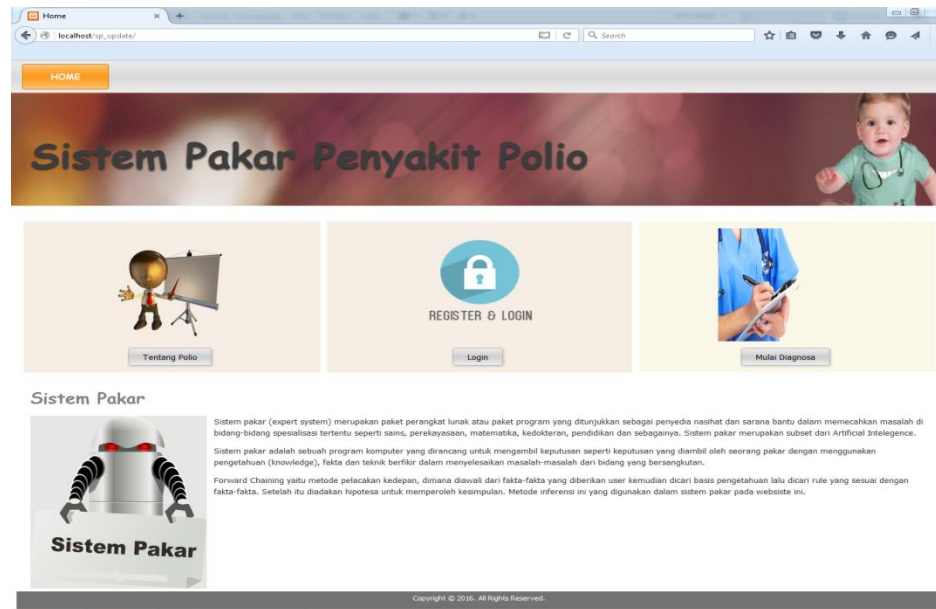 Home
localhost/sp_update/
Search
HOME
Sistem Pakar Penyakit Polio
REGISTER & LOGIN
Tentang Polio
Login
Mulai Diagnosa
Sistem Pakar
Sistem pakar (expert system) merupakan paket perangkat lunak atau paket program yang ditunjukkan sebagai penyedia nasihat dan sarana bantu dalam memecahkan masalah di
bidang-bidang spesialisasi tertentu seperti sains, perekayasaan, matematika, kedokteran, pendidikan dan sebagainya. Sistem pakar merupakan subset dari Artificial Intelegence.
Sistem pakar adalah sebuah program komputer yang dirancang untuk mengambil keputusan seperti keputusan yang diambil oleh seorang pakar dengan menggunakan
pengetahuan (knowledge), fakta dan teknik berfikir dalam menyelesaikan masalah-masalah dari bidang yang bersangkutan.
Forward Chaining yaitu metode pelacakan kedepan, dimana diawali dari fakta-fakta yang diberikan user kemudian dicari basis pengetahuan lalu dicari rule yang sesuai dengan
fakta-fakta. Setelah itu diadakan hipotesa untuk memperoleh kesimpulan. Metode inferensi ini yang digunakan dalam sistem pakar pada websiste ini.
Sistem Pakar
Copyright © 2016. All Rights Reserved.